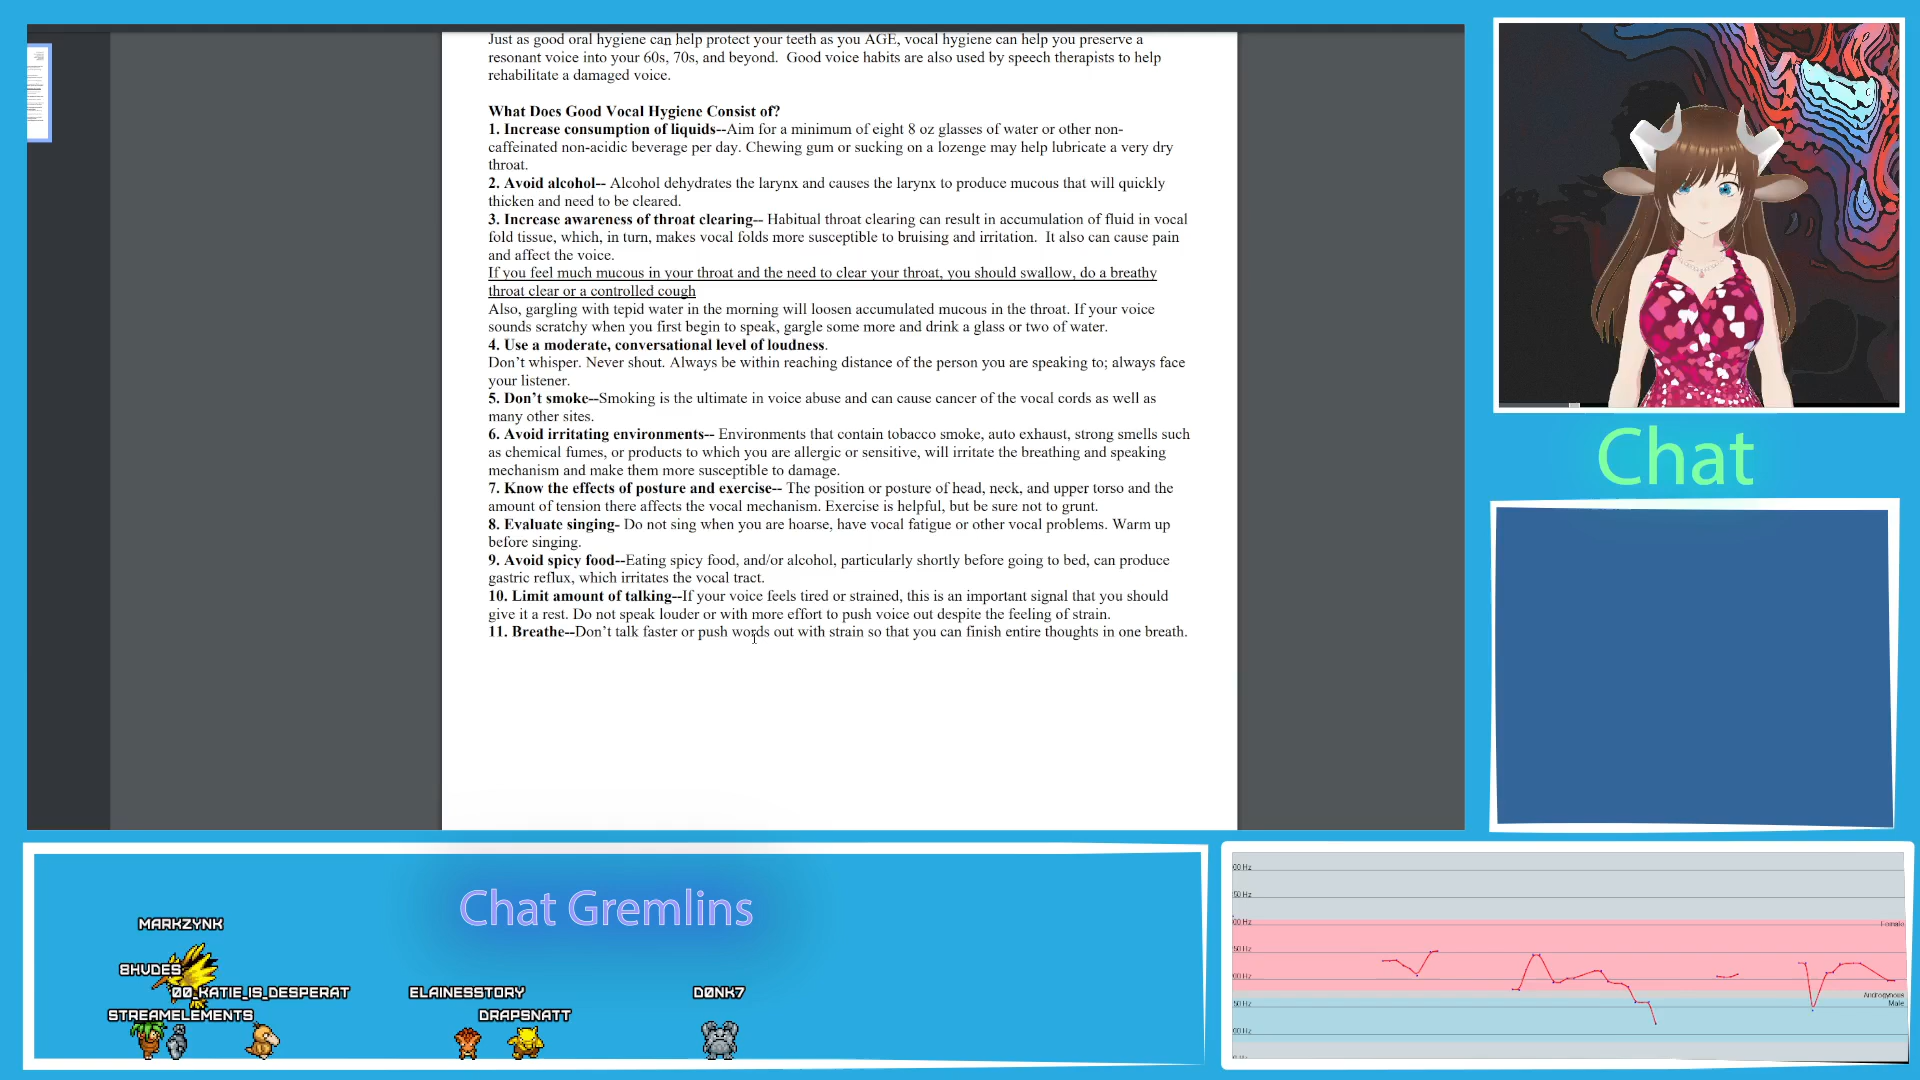 Just as good oral hygiene can help protect your teeth as you AGE, vocal hygiene can help you preserve a
resonant voice into your 60s, 70s, and beyond.  Good voice habits are also used by speech therapists to help
rehabilitate a damaged voice.
What Does Good Vocal Hygiene Consist of?
1. Increase consumption of liquids--Aim for a minimum of eight 8 oz glasses of water or other non-
caffeinated non-acidic beverage per day. Chewing gum or sucking on a lozenge may help lubricate a very dry
throat.
2. Avoid alcohol-- Alcohol dehydrates the larynx and causes the larynx to produce mucous that will quickly
thicken and need to be cleared.
3. Increase awareness of throat clearing-- Habitual throat clearing can result in accumulation of fluid in vocal
fold tissue, which, in turn, makes vocal folds more susceptible to bruising and irritation.  It also can cause pain
and affect the voice.
If you feel much mucous in your throat and the need to clear your throat, you should swallow, do a breathy
throat clear or a controlled cough
Also, gargling with tepid water in the morning will loosen accumulated mucous in the throat. If your voice
sounds scratchy when you first begin to speak, gargle some more and drink a glass or two of water.
4. Use a moderate, conversational level of loudness.
Don’t whisper. Never shout. Always be within reaching distance of the person you are speaking to; always face
your listener.
5. Don’t smoke--Smoking is the ultimate in voice abuse and can cause cancer of the vocal cords as well as
many other sites.
6. Avoid irritating environments-- Environments that contain tobacco smoke, auto exhaust, strong smells such
as chemical fumes, or products to which you are allergic or sensitive, will irritate the breathing and speaking
mechanism and make them more susceptible to damage.
7. Know the effects of posture and exercise-- The position or posture of head, neck, and upper torso and the
amount of tension there affects the vocal mechanism. Exercise is helpful, but be sure not to grunt.
8. Evaluate singing- Do not sing when you are hoarse, have vocal fatigue or other vocal problems. Warm up
before singing.
9. Avoid spicy food--Eating spicy food, and/or alcohol, particularly shortly before going to bed, can produce
gastric reflux, which irritates the vocal tract.
10. Limit amount of talking--If your voice feels tired or strained, this is an important signal that you should
give it a rest. Do not speak louder or with more effort to push voice out despite the feeling of strain.
11. Breathe--Don’t talk faster or push words out with strain so that you can finish entire thoughts in one breath.
Chat
Chat Gremlins
MARKZYNK
8HVDES
00_KATIE_IS_DESPERAT
STREAMELEMENTS
ELAINESSTORY
DRAPSNATT
D0NK7
00 Hz
50 Hz
00 Hz
50 Hz
00 Hz
50 Hz
00 Hz
Female
Androgynous
Male